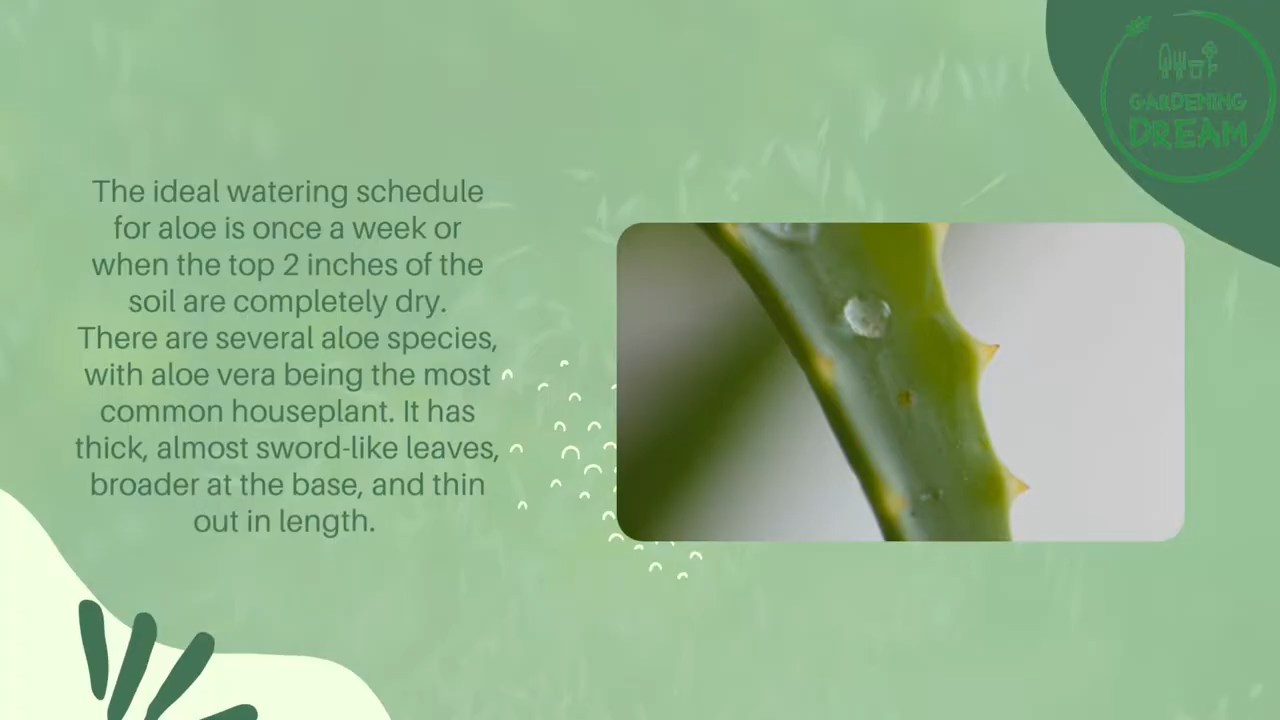 GARDENING
DREAM
The ideal watering schedule
for aloe is once a week or
when the top 2 inches of the
soil are completely dry.
There are several aloe species,
with aloe vera being the most
common houseplant. It has
thick, almost sword-like leaves,
broader at the base, and thin
out in length.